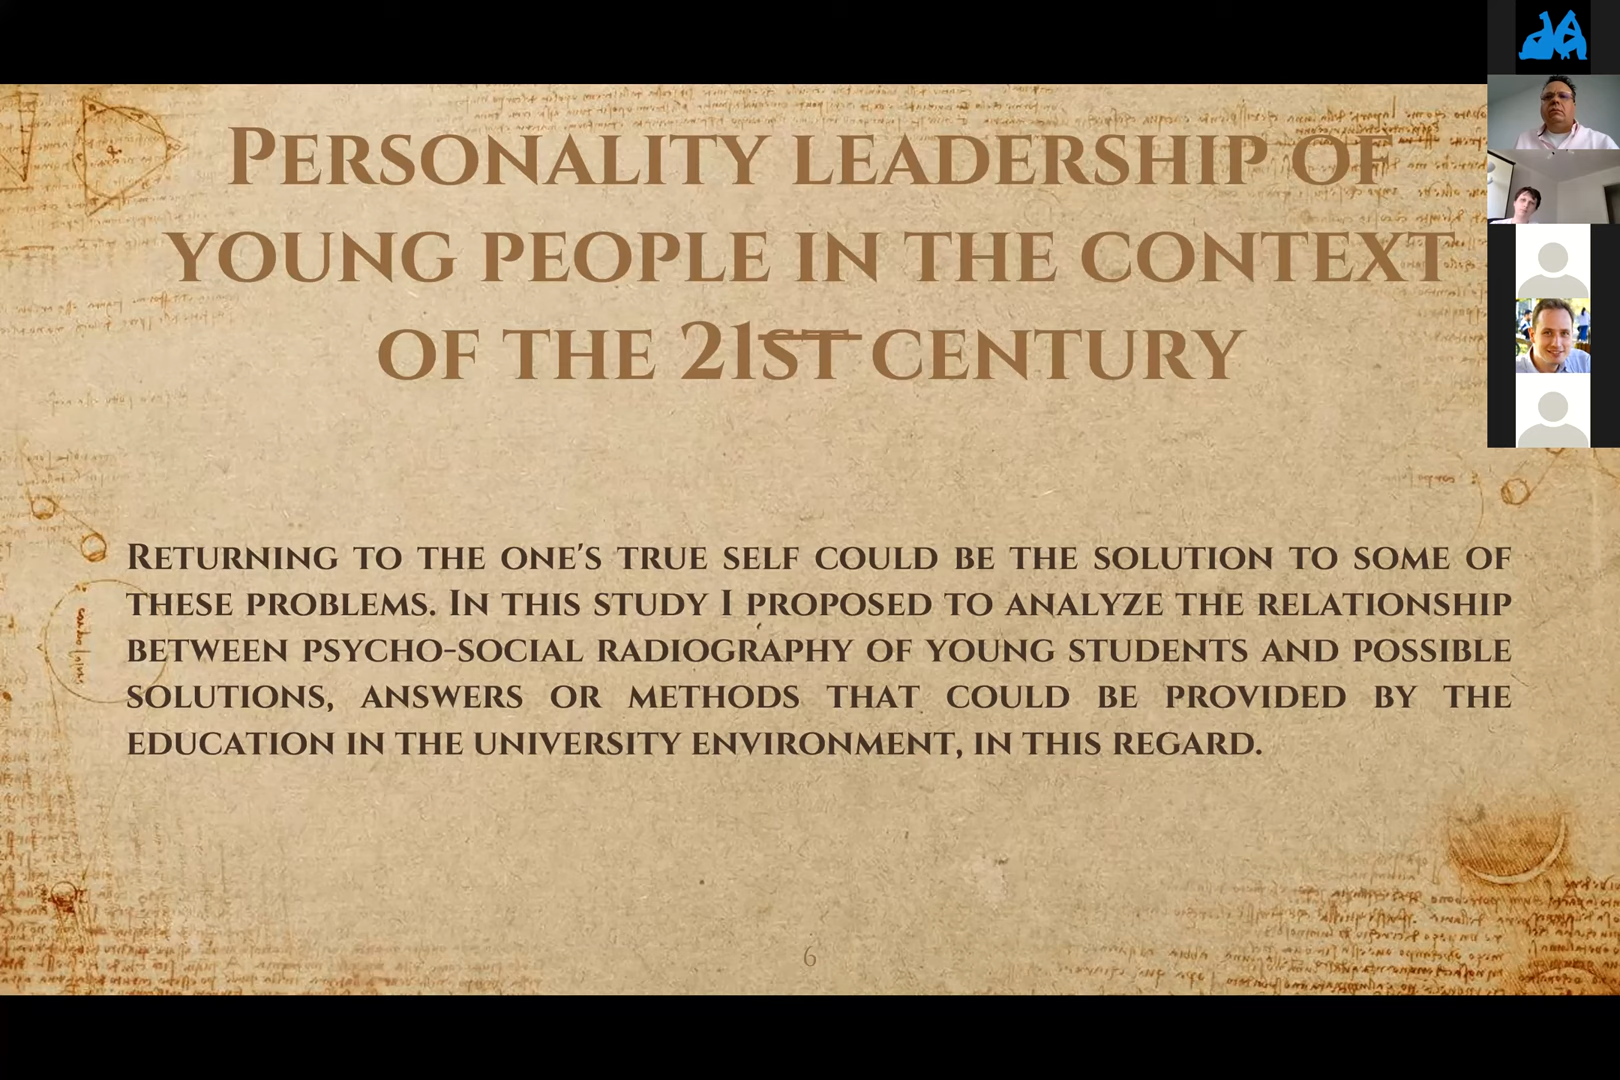 Personality leadership of
young people in the context
of the 21st century
Returning to the one's true self could be the solution to some of
these problems. In this study I proposed to analyze the relationship
between psycho-social radiography of young students and possible
solutions, answers or methods that could be provided by the
education in the university environment, in this regard.
6